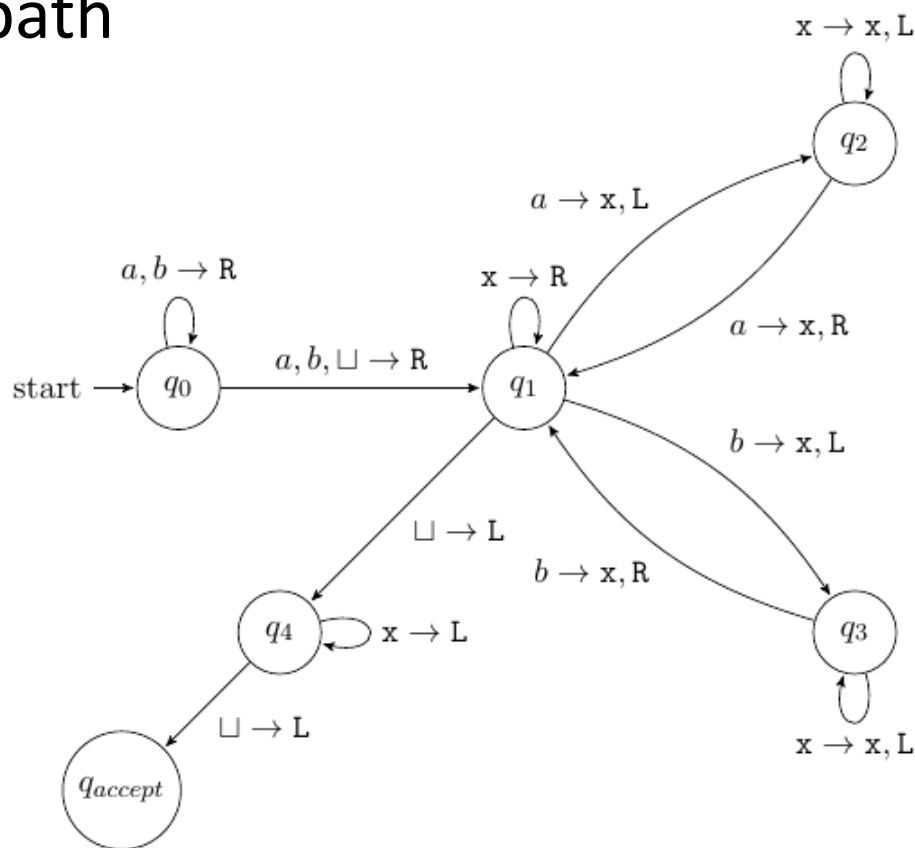 path
x → x, L
q2
a → x, L
a, b → R
x → R
a → x, R
a, b, ⊔ → R
start
q0
q1
b → x, L
⊔ → L
b → x, R
q4
x → L
q3
⊔ → L
x → x, L
qaccept